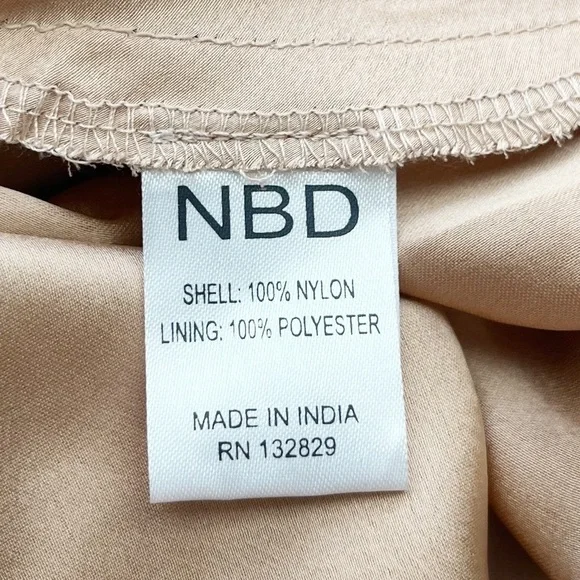 NBD
SHELL: 100% NYLON
LINING: 100% POLYESTER
MADE IN INDIA
RN 132829